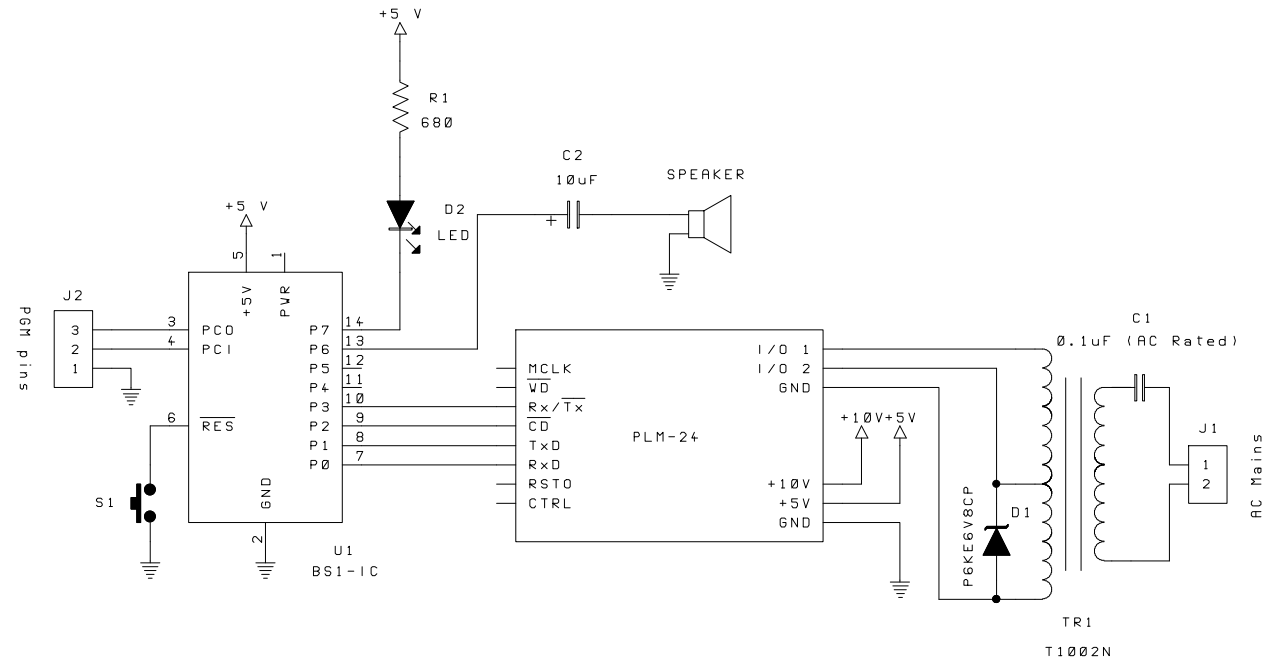 +5 V
R1
680
C2
10uF
SPEAKER
+
D2
LED
+5 V
5
1
+5V
PWR
J2
PGM pins
3
2
1
3
4
6
PC0
PCI
RES
GND
2
P7
P6
P5
P4
P3
P2
P1
P0
14
13
12
11
10
9
8
7
S1
U1
BS1-IC
MCLK
WD
Rx/Tx
CD
TxD
RxD
RSTO
CTRL
PLM-24
I/O 1
I/O 2
GND
+10V
+5V
GND
+10V+5V
D1
P6KE6V8CP
C1
0.1uF (AC Rated)
J1
1
2
AC Mains
TR1
T1002N